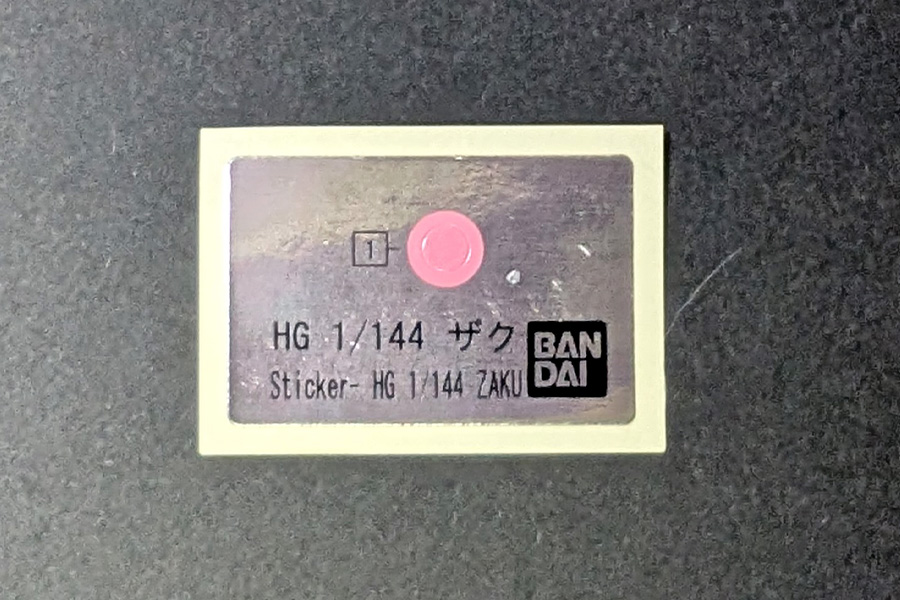 1
HG 1/144 ザク
Sticker- HG 1/144 ZAKU
BAN
DAI